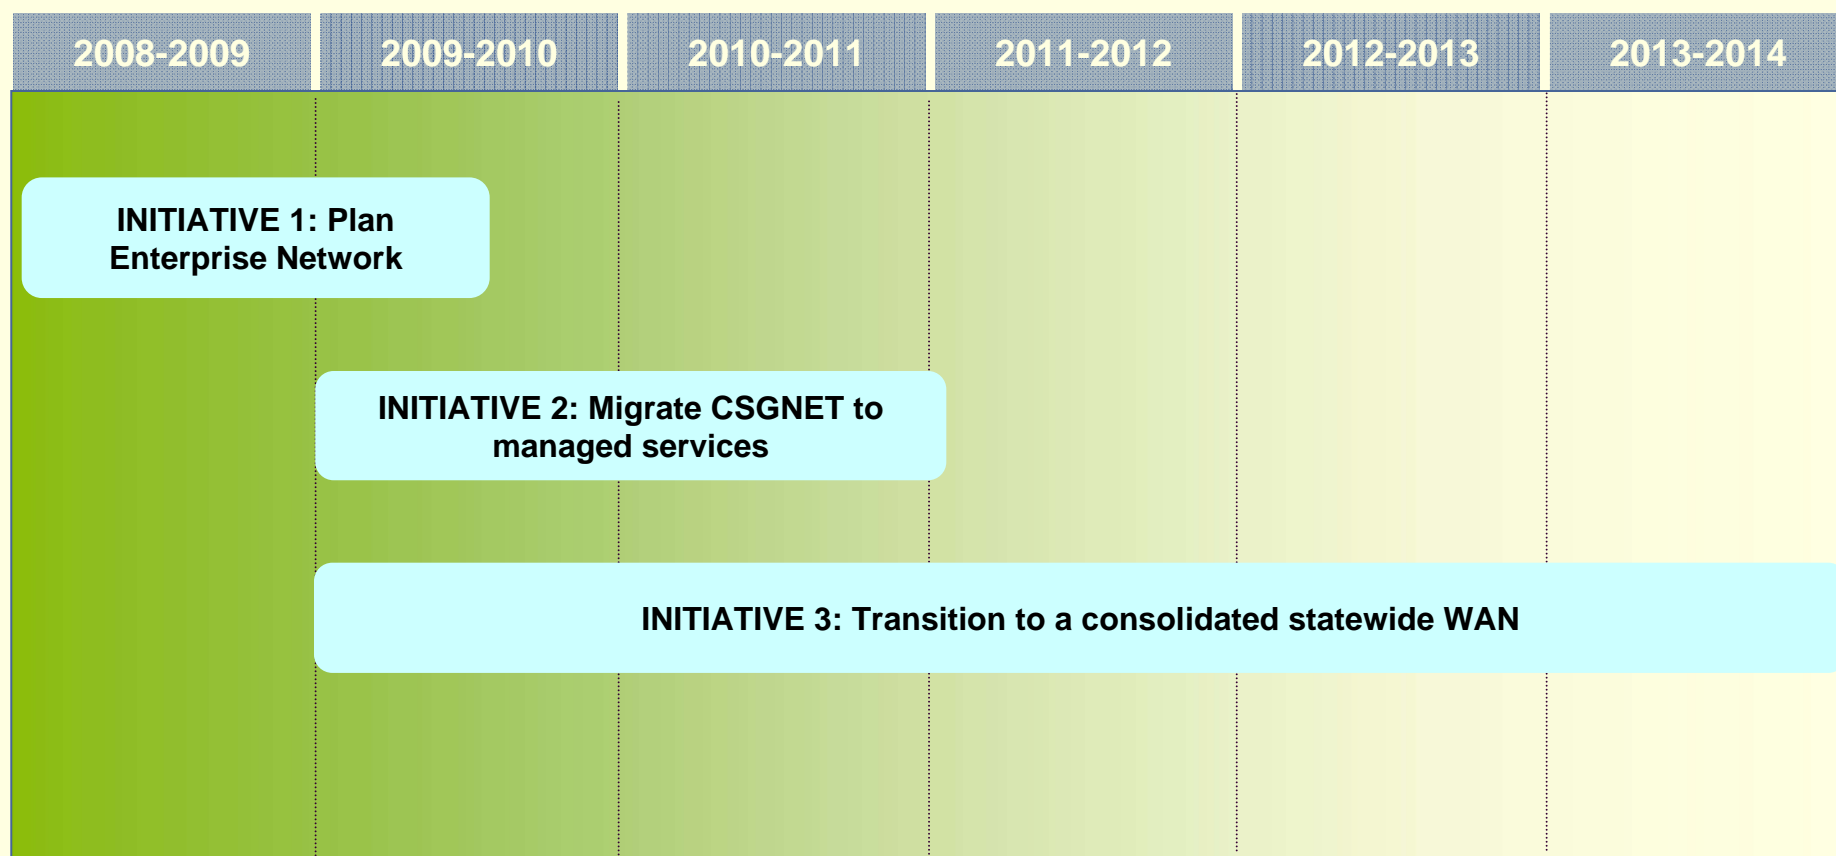 2008-2009 2009-2010 2010-2011 2011-2012 2012-2013 2013-2014
INITIATIVE 1: Plan
Enterprise Network
INITIATIVE 2: Migrate CSGNET to
managed services
INITIATIVE 3: Transition to a consolidated statewide WAN